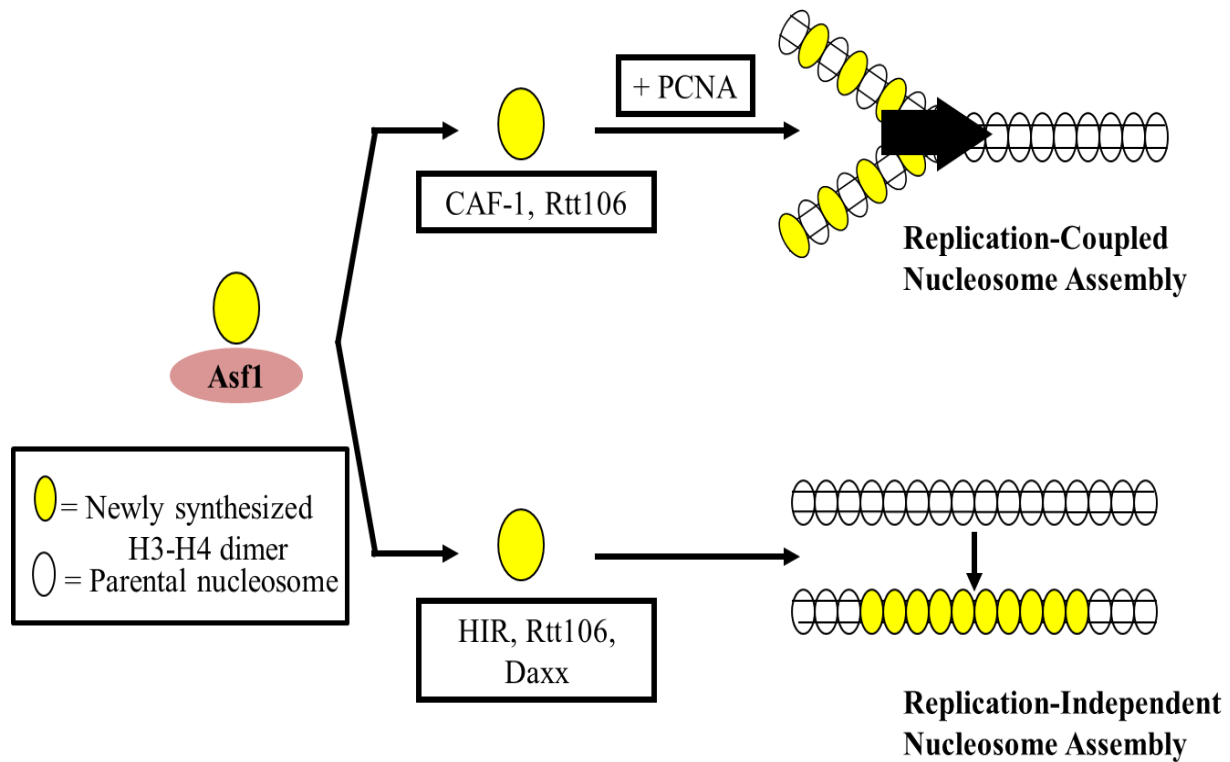 + PCNA
CAF-1, Rtt106
Replication-Coupled
Nucleosome Assembly
Asf1
= Newly synthesized
H3-H4 dimer
= Parental nucleosome
HIR, Rtt106,
Daxx
Replication-Independent
Nucleosome Assembly